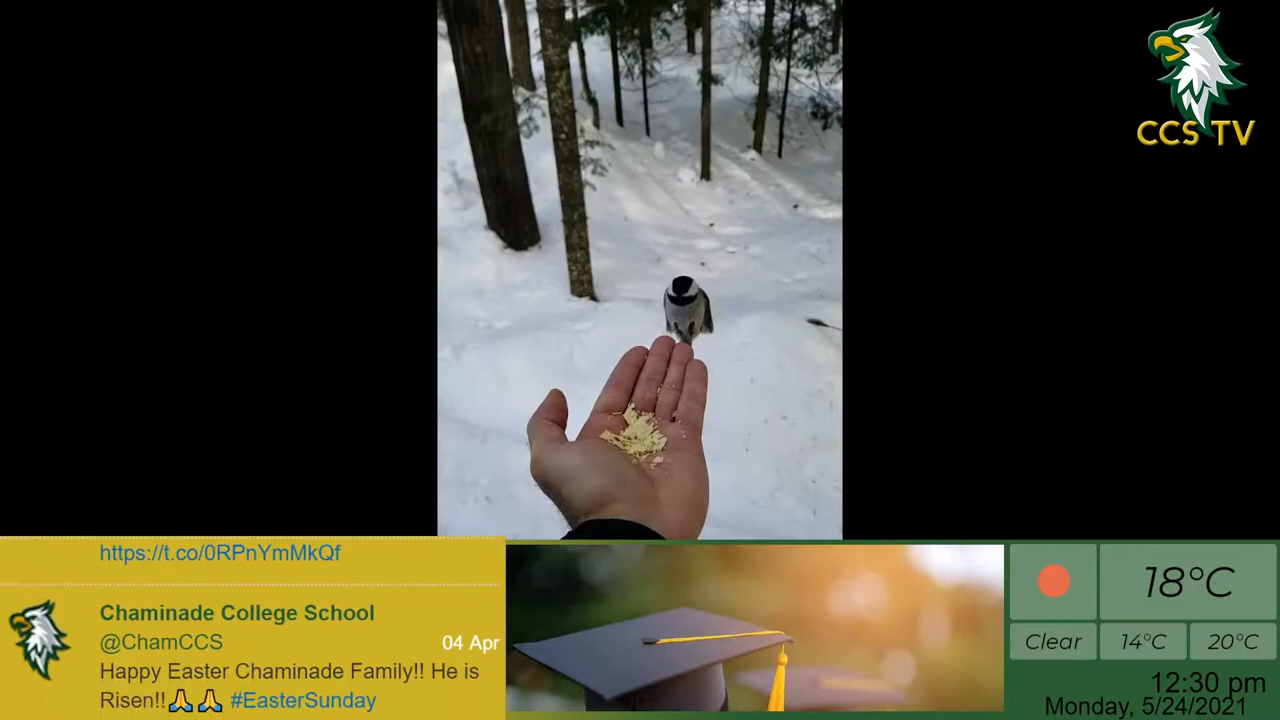 CCS TV
https://t.co/0RPnYmMkQf
Chaminade College School
@ChamCCS
04 Apr
Happy Easter Chaminade Family!! He is
Risen!!🙏🙏 #EasterSunday
18°C
Clear
14°C
20°C
12:30 pm
Monday, 5/24/2021